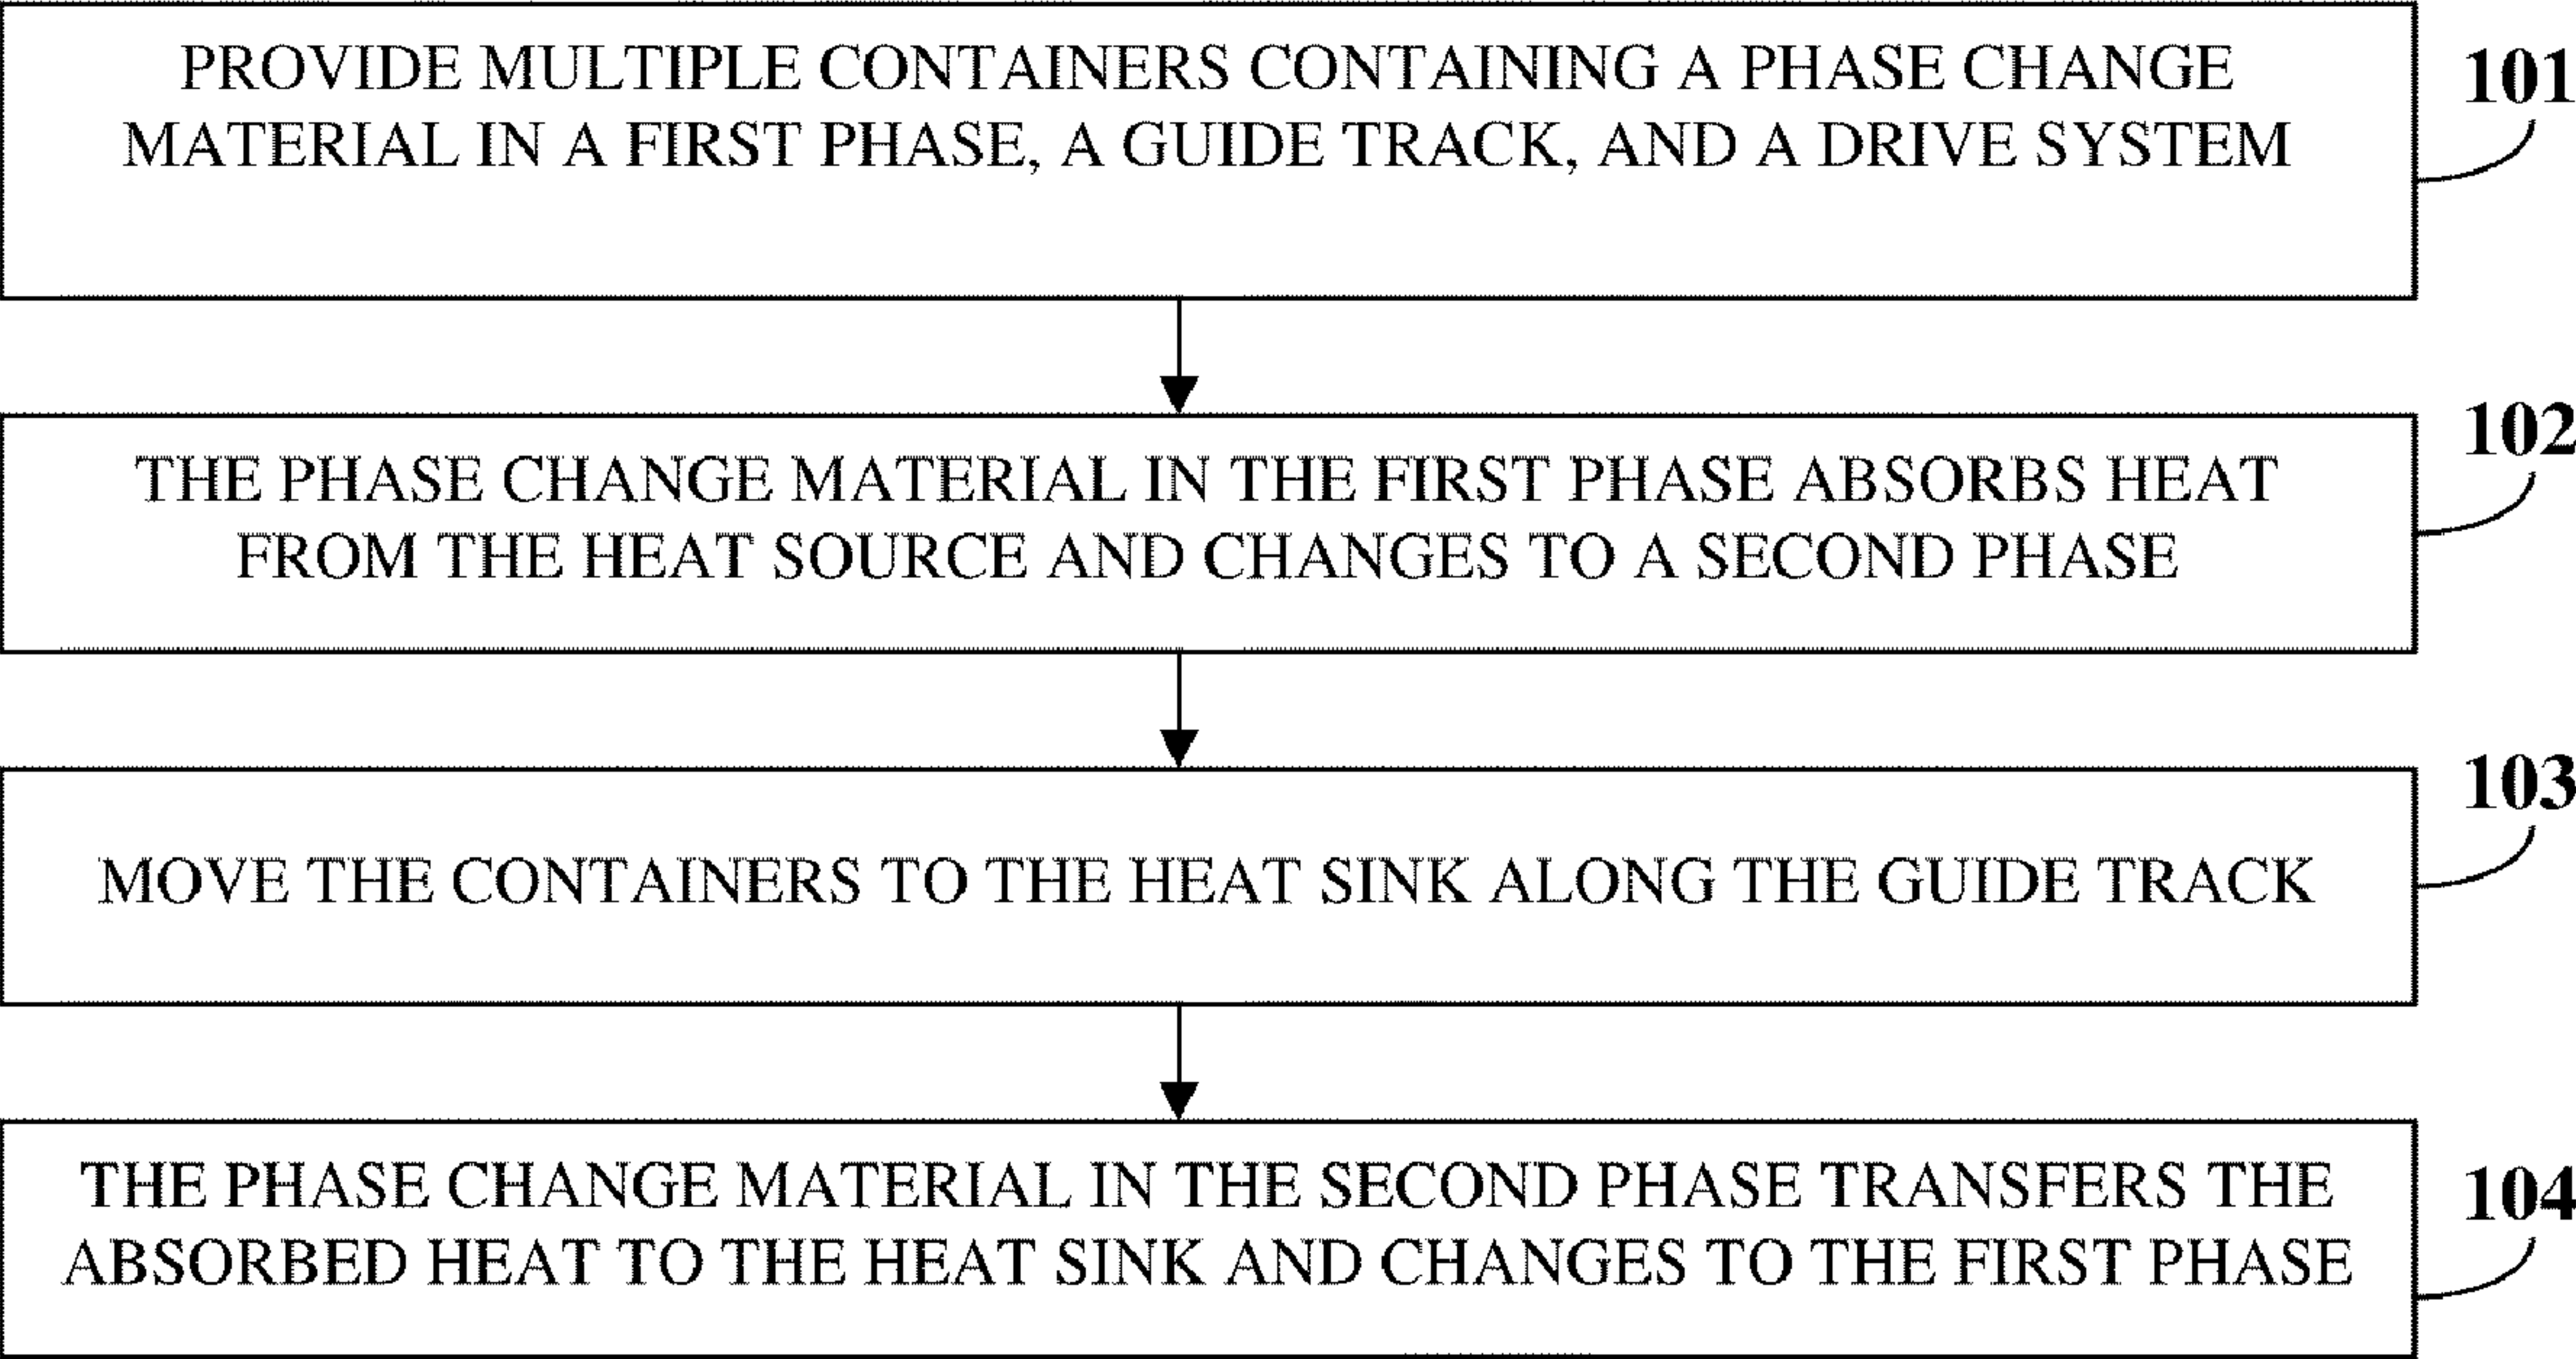 PROVIDE MULTIPLE CONTAINERS CONTAINING A PHASE CHANGE
MATERIAL IN A FIRST PHASE, A GUIDE TRACK, AND A DRIVE SYSTEM
101
THE PHASE CHANGE MATERIAL IN THE FIRST PHASE ABSORBS HEAT
FROM THE HEAT SOURCE AND CHANGES TO A SECOND PHASE
102
MOVE THE CONTAINERS TO THE HEAT SINK ALONG THE GUIDE TRACK
103
THE PHASE CHANGE MATERIAL IN THE SECOND PHASE TRANSFERS THE
ABSORBED HEAT TO THE HEAT SINK AND CHANGES TO THE FIRST PHASE
104